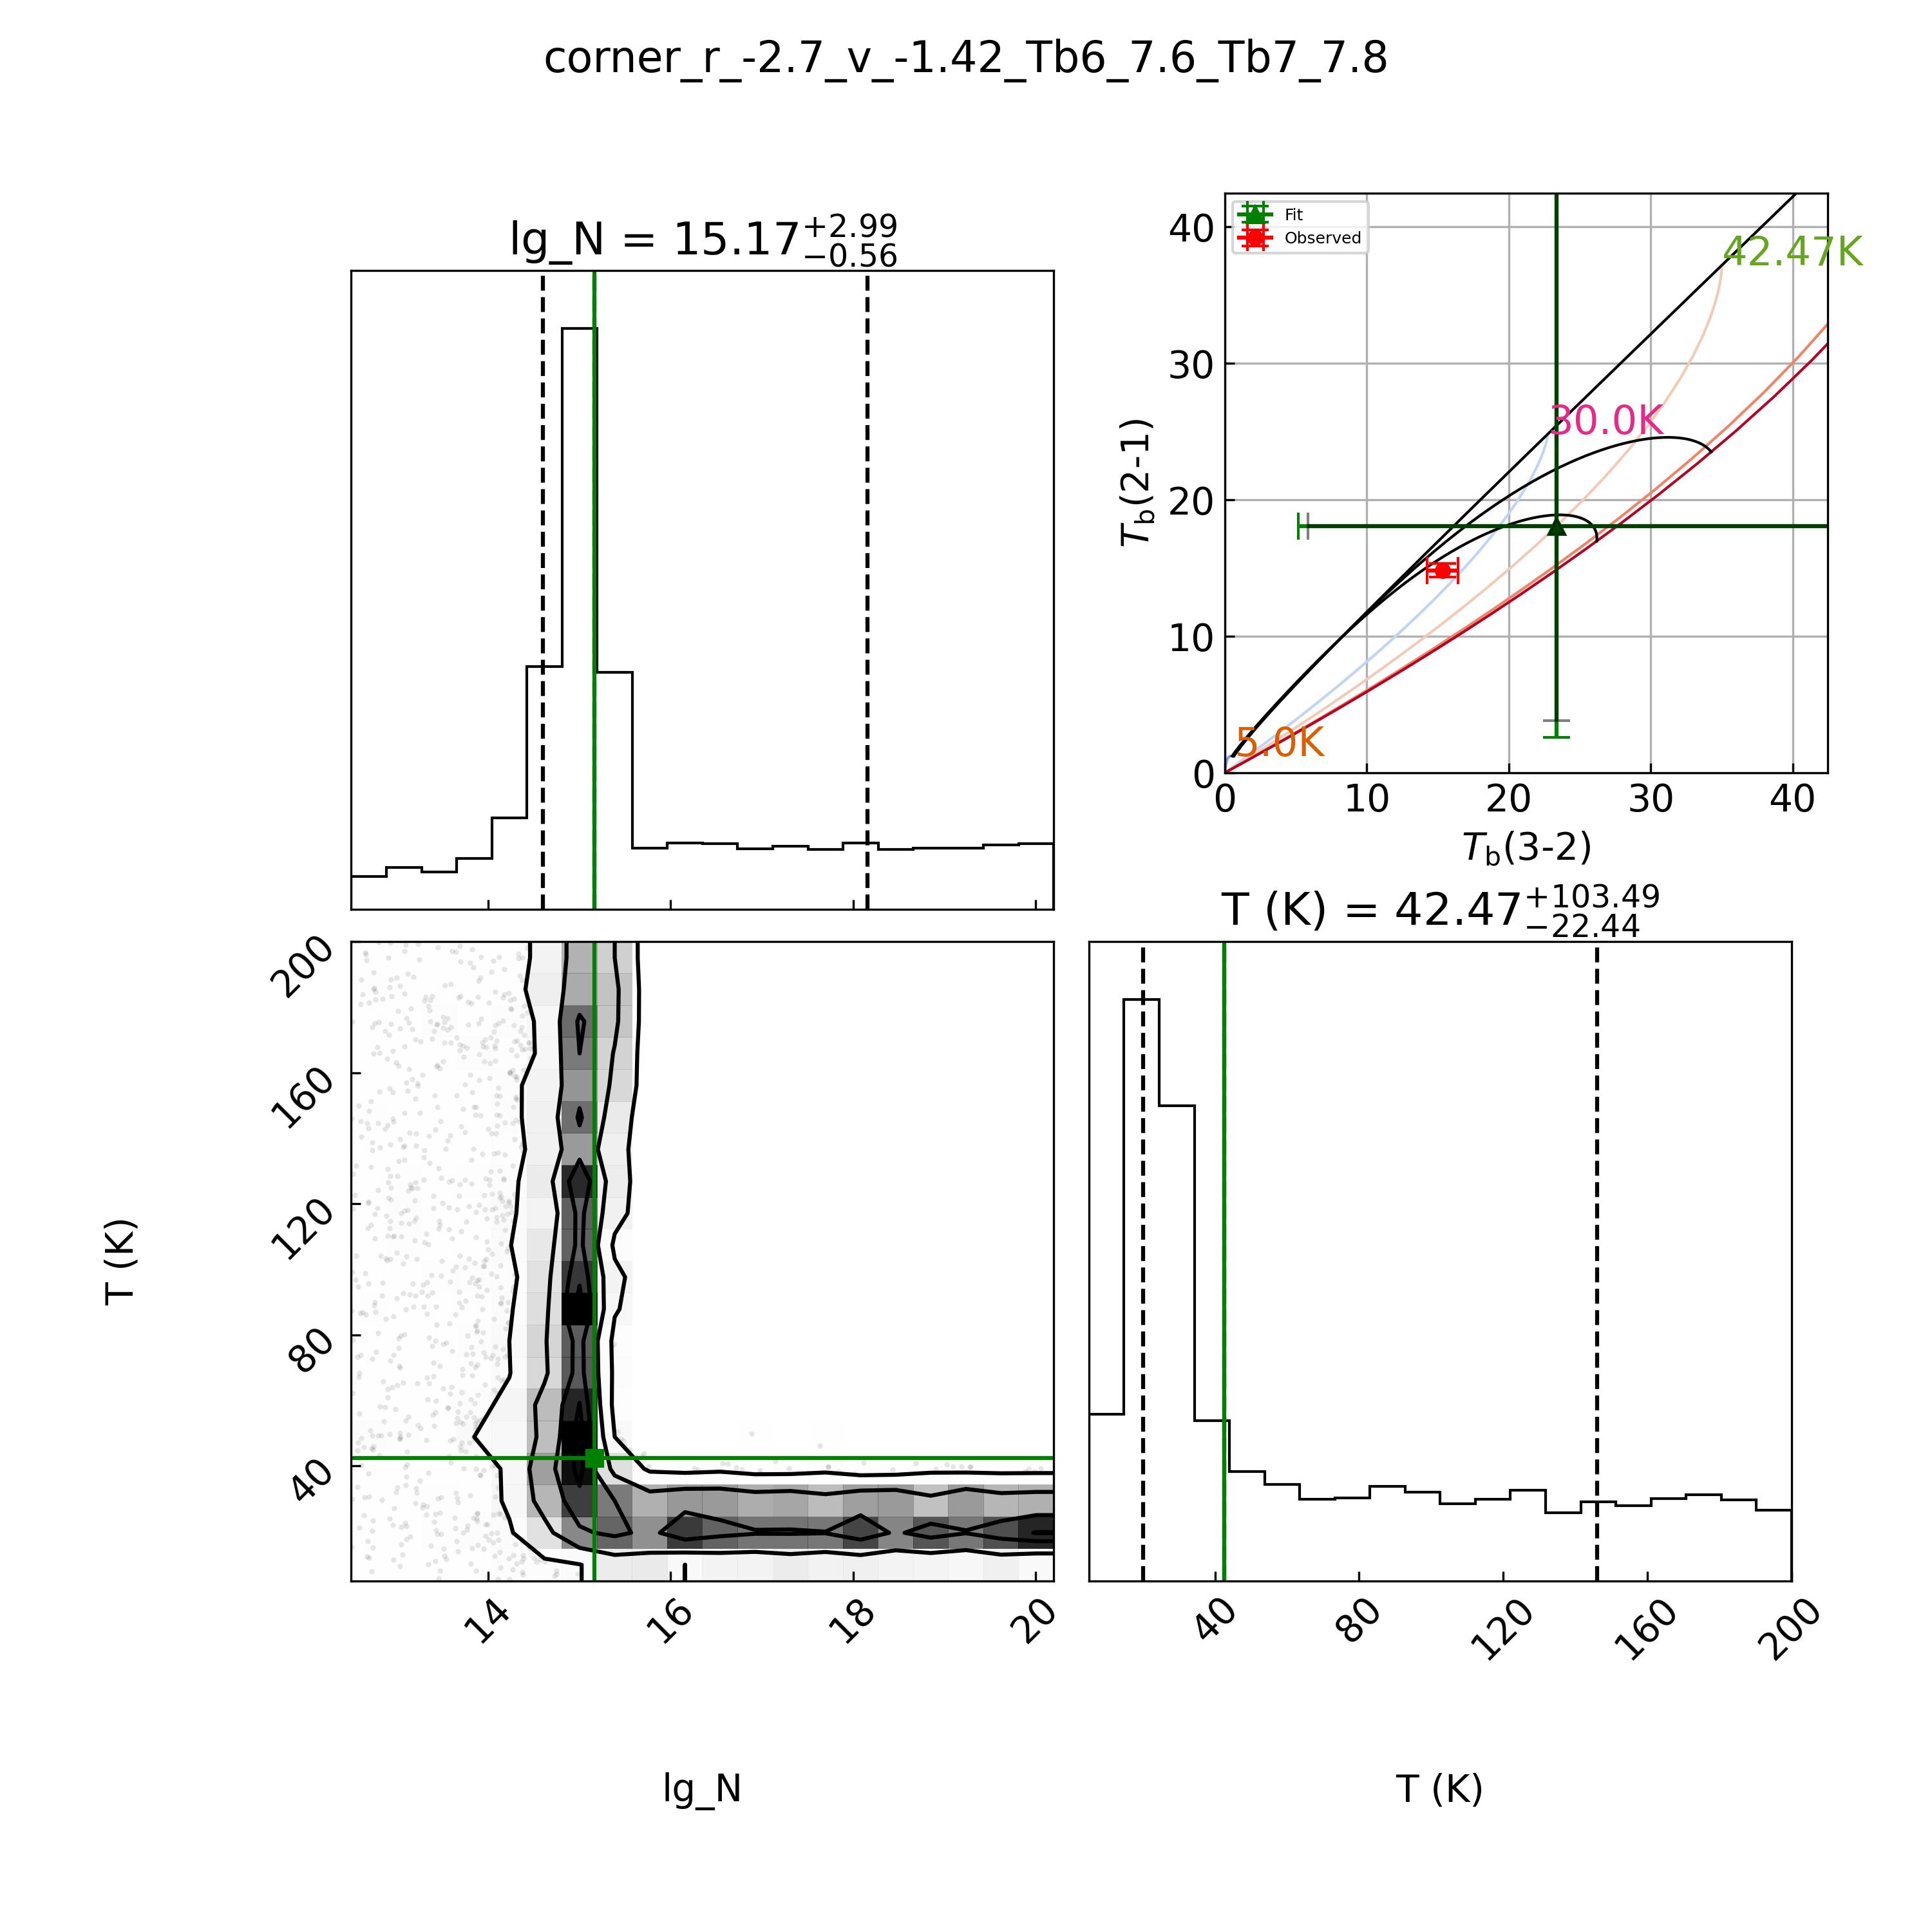 corner_r_-2.7_v_-1.42_Tb6_7.6_Tb7_7.8
lg_N = 15.17+2.99−0.56
Fit
Observed
42.47K
30.0K
5.0K
40
30
20
10
0
Tb(2-1)
0 10 20 30 40
Tb(3-2)
T (K) = 42.47+103.49−22.44
200
160
120
80
40
T (K)
14 16 18 20
lg_N
40 80 120 160 200
T (K)